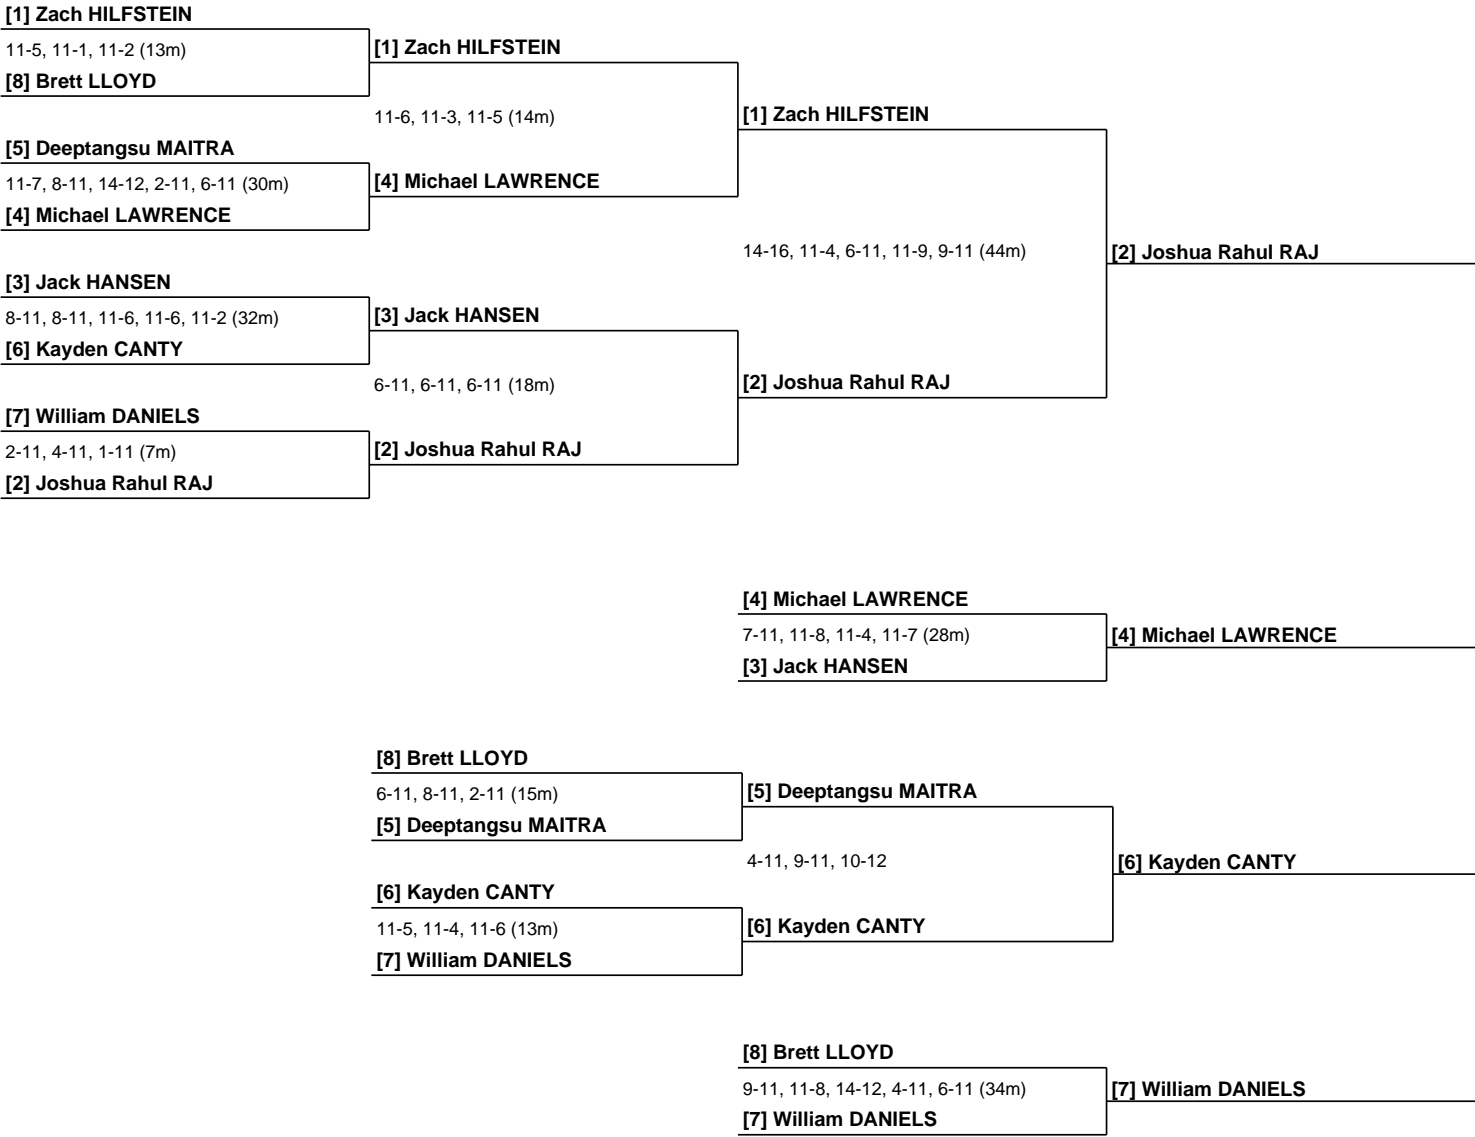 [1] Zach HILFSTEIN
11-5, 11-1, 11-2 (13m)
[1] Zach HILFSTEIN
[8] Brett LLOYD
11-6, 11-3, 11-5 (14m)
[1] Zach HILFSTEIN
[5] Deeptangsu MAITRA
11-7, 8-11, 14-12, 2-11, 6-11 (30m)
[4] Michael LAWRENCE
[4] Michael LAWRENCE
14-16, 11-4, 6-11, 11-9, 9-11 (44m)
[2] Joshua Rahul RAJ
[3] Jack HANSEN
8-11, 8-11, 11-6, 11-6, 11-2 (32m)
[3] Jack HANSEN
[6] Kayden CANTY
6-11, 6-11, 6-11 (18m)
[2] Joshua Rahul RAJ
[7] William DANIELS
2-11, 4-11, 1-11 (7m)
[2] Joshua Rahul RAJ
[2] Joshua Rahul RAJ
[4] Michael LAWRENCE
7-11, 11-8, 11-4, 11-7 (28m)
[4] Michael LAWRENCE
[3] Jack HANSEN
[8] Brett LLOYD
6-11, 8-11, 2-11 (15m)
[5] Deeptangsu MAITRA
[5] Deeptangsu MAITRA
4-11, 9-11, 10-12
[6] Kayden CANTY
[6] Kayden CANTY
11-5, 11-4, 11-6 (13m)
[6] Kayden CANTY
[7] William DANIELS
[8] Brett LLOYD
9-11, 11-8, 14-12, 4-11, 6-11 (34m)
[7] William DANIELS
[7] William DANIELS